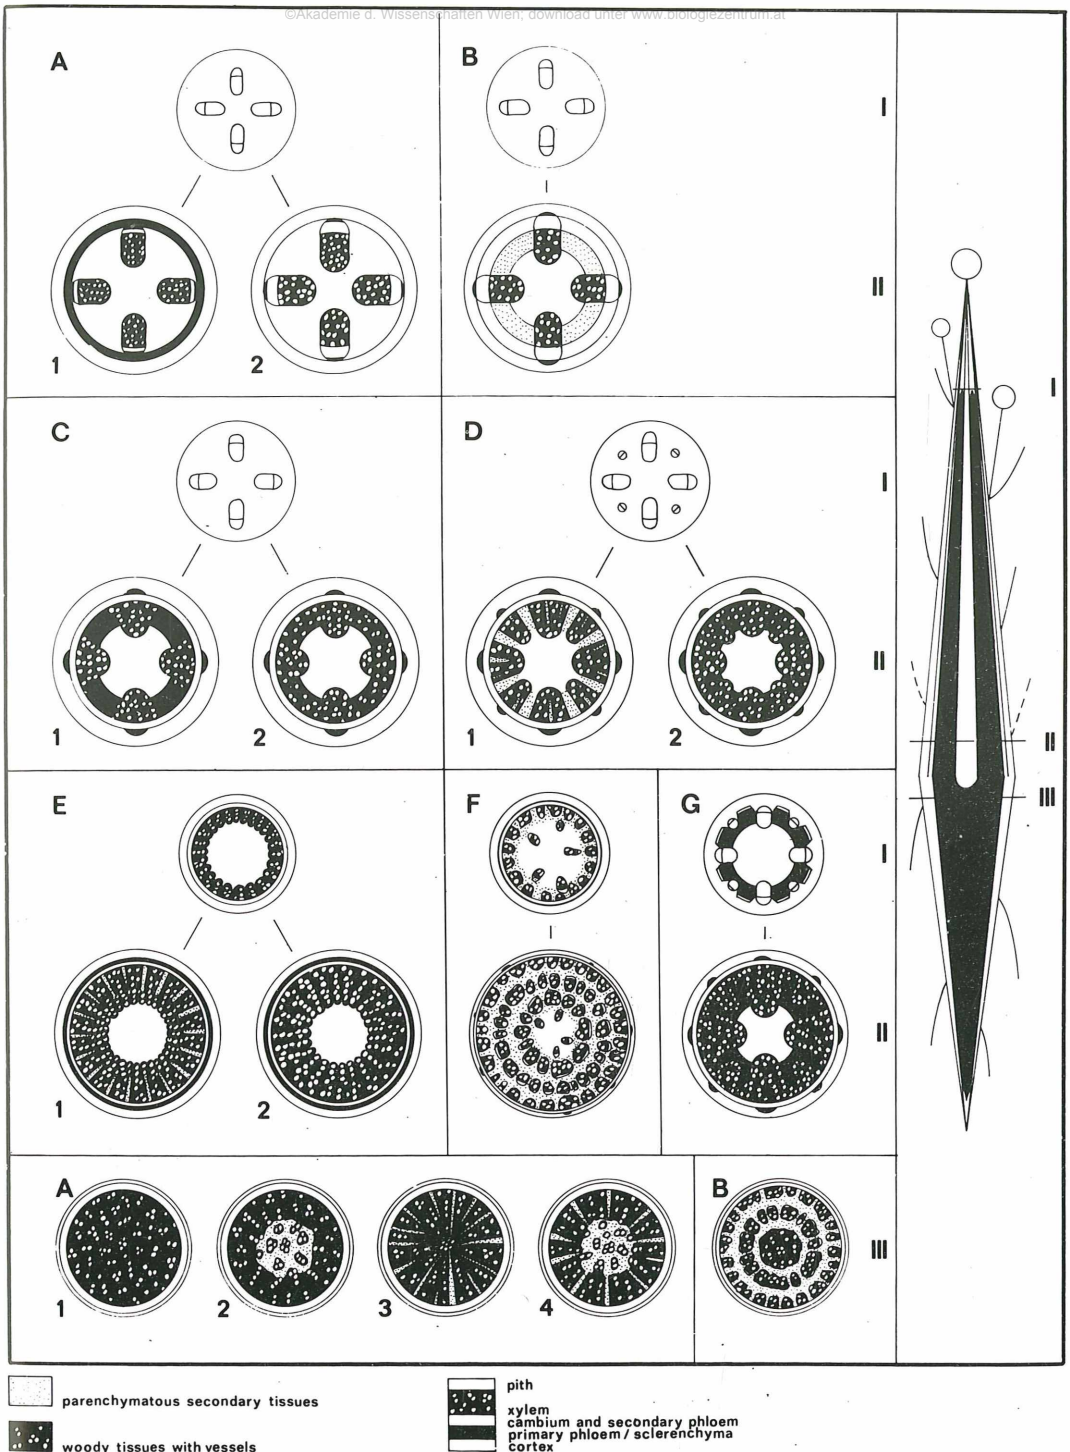 ©Akademie d. Wissenschaften Wien; download unter www.biologiezentrum.at
A
B
I
1
2
II
I
C
D
I
1
2
1
2
II
II
III
E
F
G
I
1
2
II
A
B
1
2
3
4
III
parenchymatous secondary tissues
woody tissues with vessels
pith
xylem
cambium and secondary phloem
primary phloem / sclerenchyma
cortex